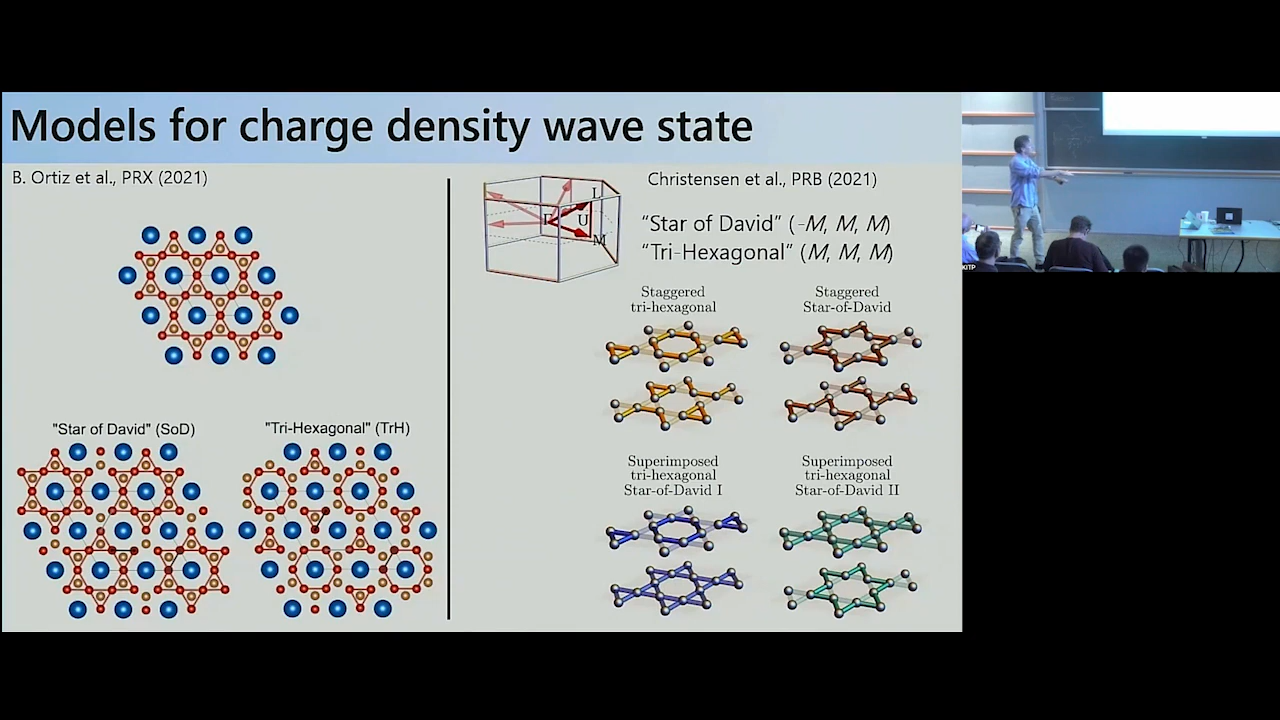 Models for charge density wave state
B. Ortiz et al., PRX (2021)
"Star of David" (SoD)
"Tri-Hexagonal" (TrH)
Christensen et al., PRB (2021)
L
Γ
U
M
“Star of David” (-M, M, M)
“Tri-Hexagonal” (M, M, M)
Staggered
tri-hexagonal
Staggered
Star-of-David
Superimposed
tri-hexagonal
Star-of-David I
Superimposed
tri-hexagonal
Star-of-David II
KITP